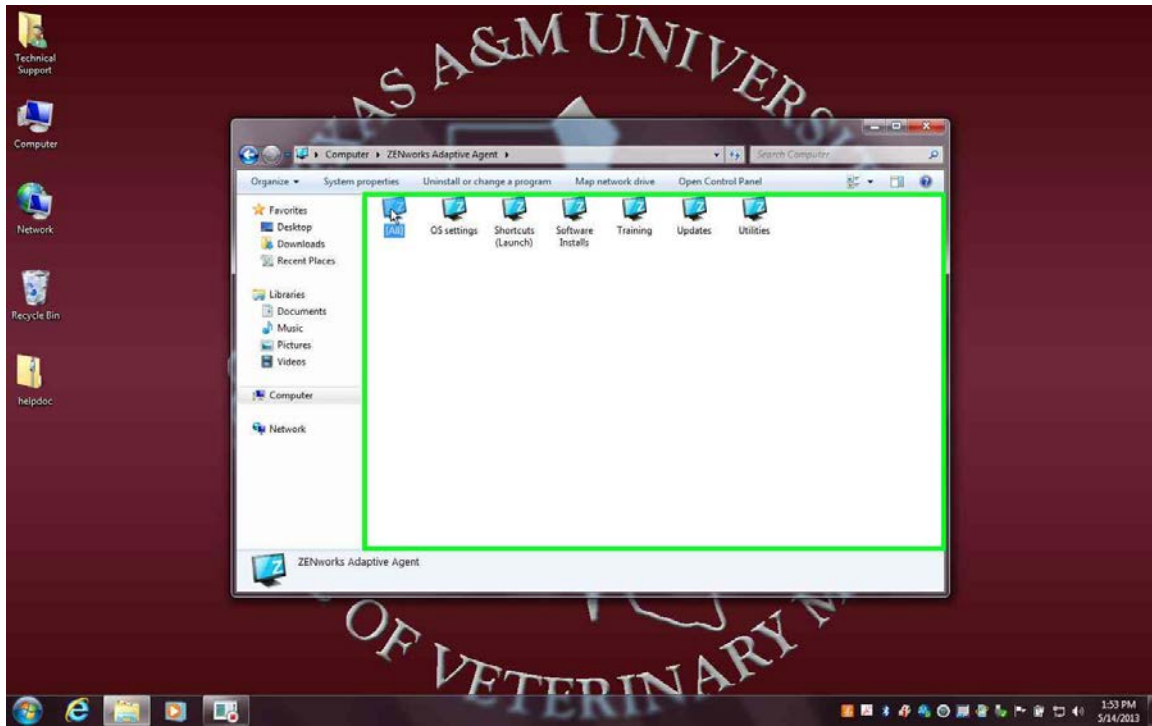 TEXAS A&M UNIVERSITY
OF VETERINARY M
Technical
Support
Computer
Network
Recycle Bin
helpdoc
Computer ▸ ZENworks Adaptive Agent ▸
Search Computer
Organize
System properties
Uninstall or change a program
Map network drive
Open Control Panel
Favorites
Desktop
Downloads
Recent Places
Libraries
Documents
Music
Pictures
Videos
Computer
Network
[All]
OS settings
Shortcuts
(Launch)
Software
Installs
Training
Updates
Utilities
ZENworks Adaptive Agent
1:53 PM
5/14/2013